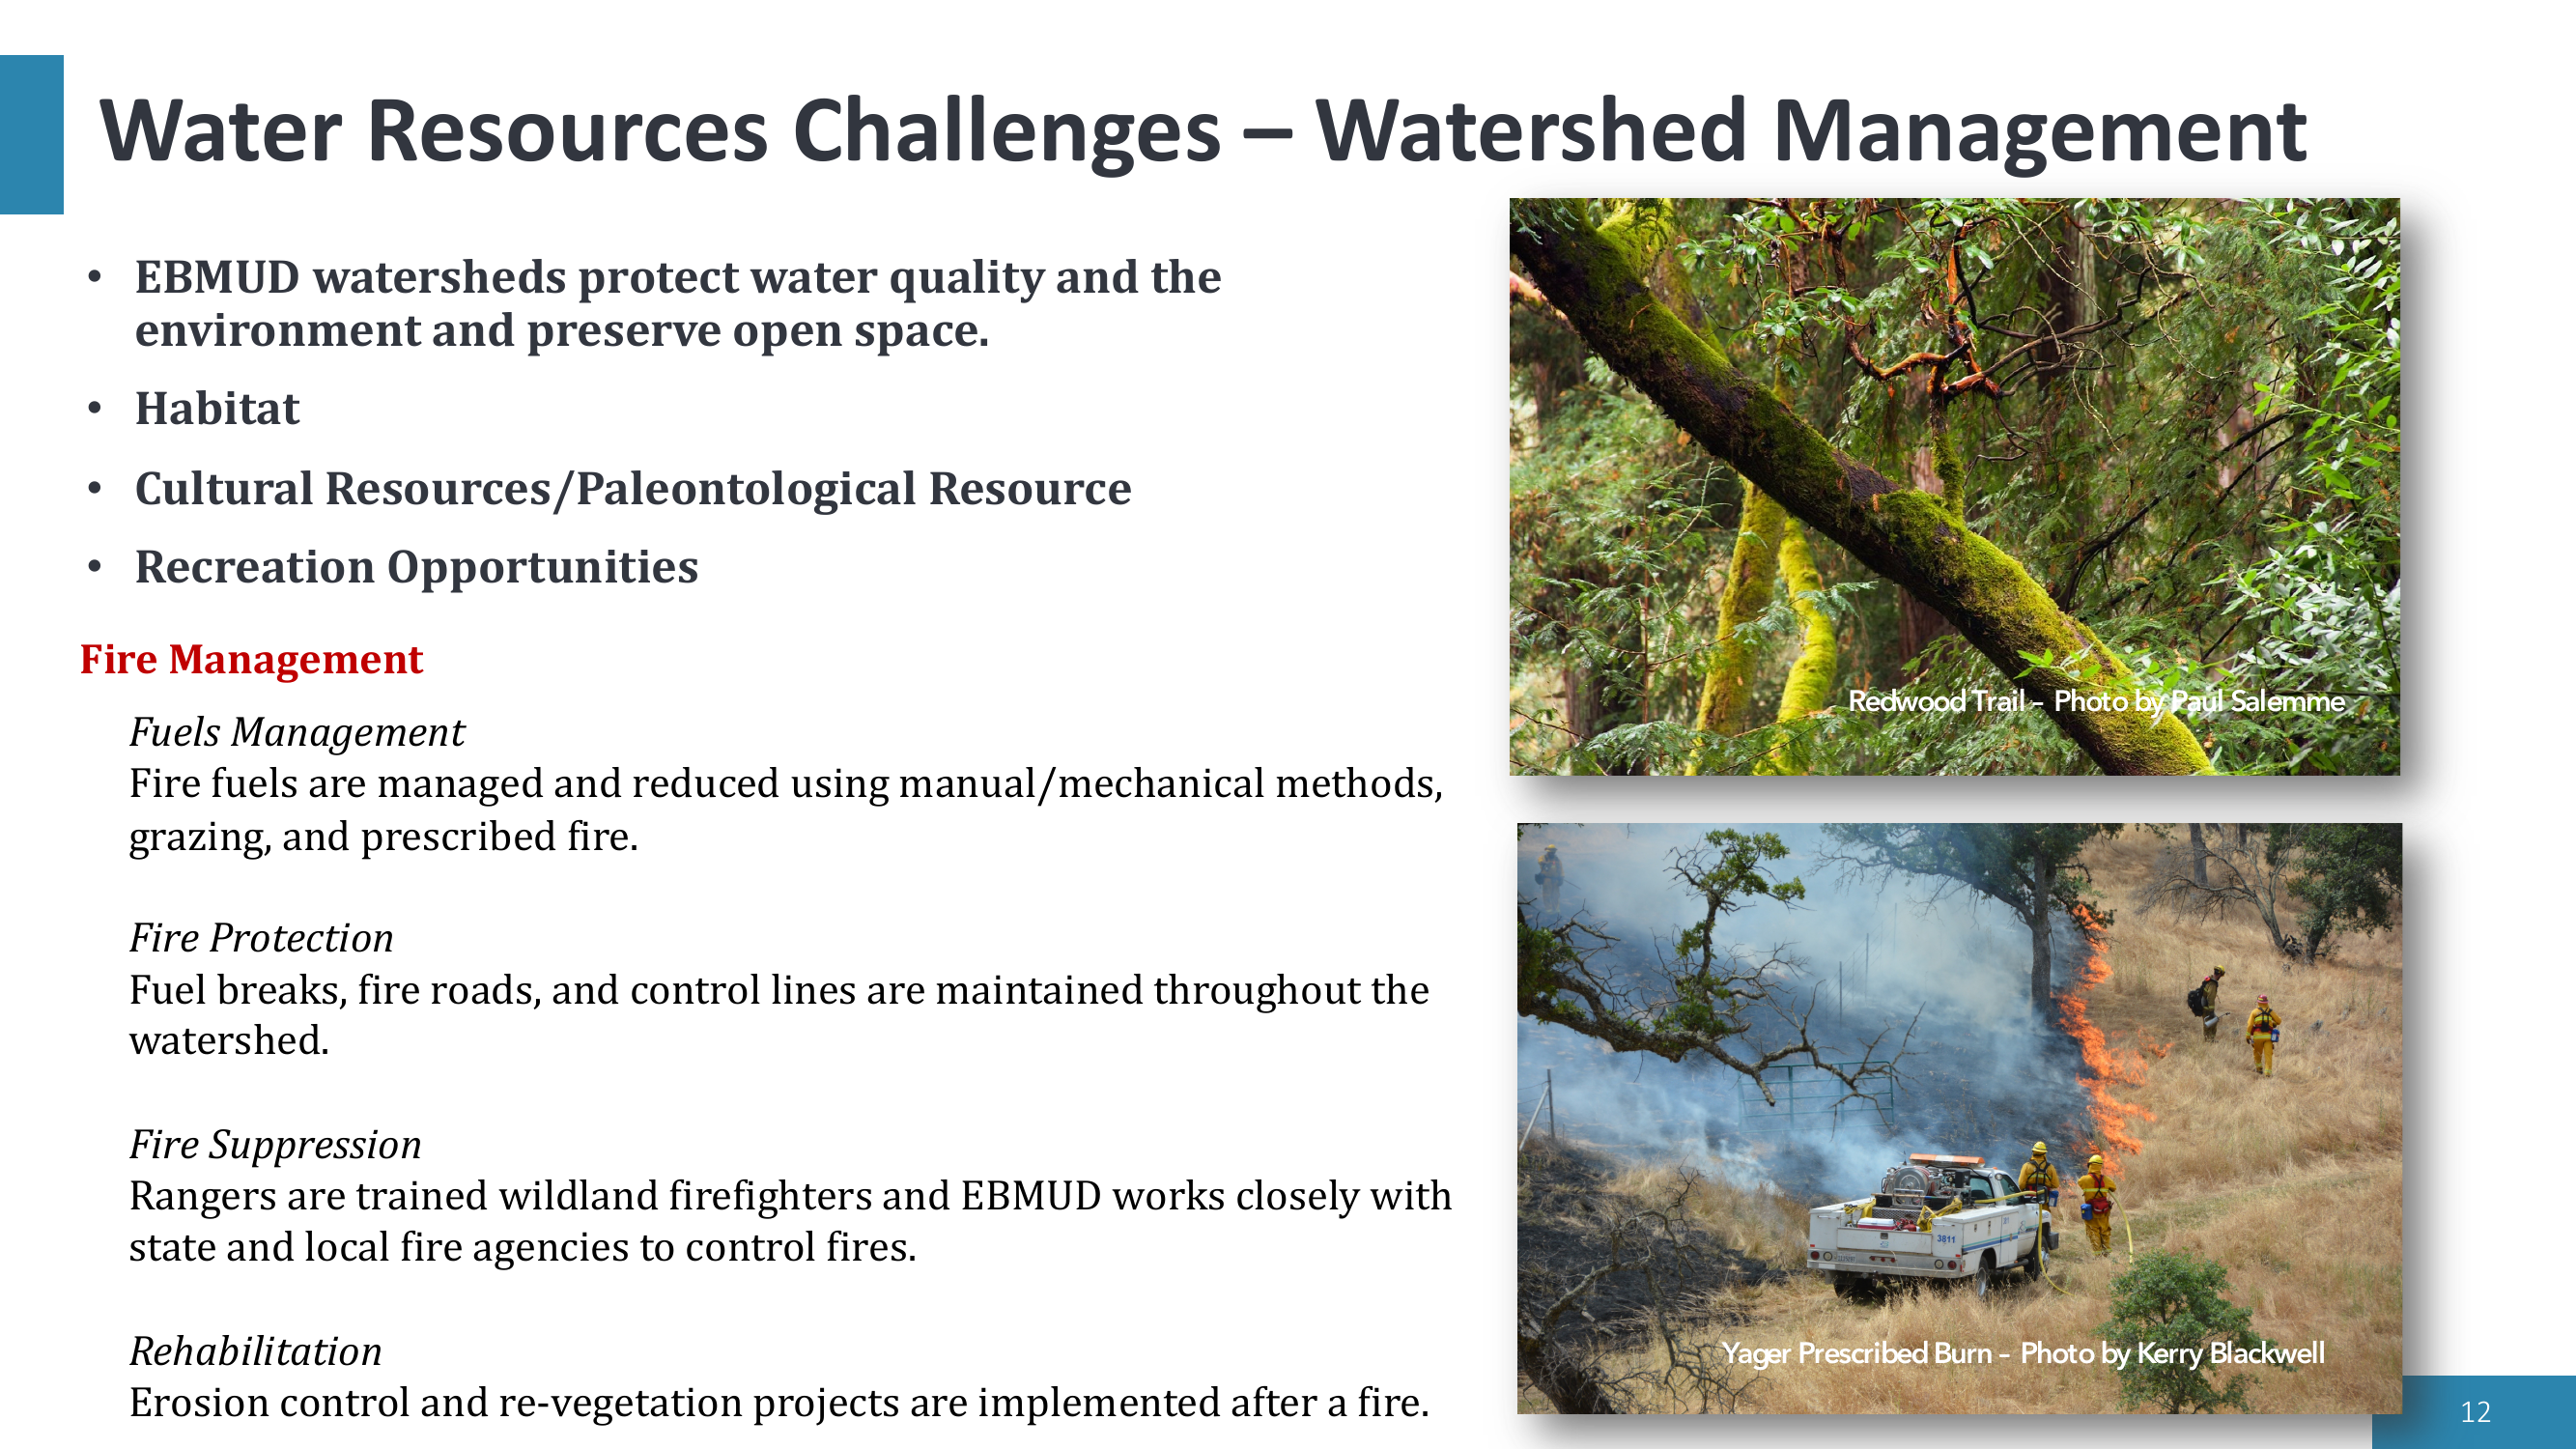 Water Resources Challenges – Watershed Management
• EBMUD watersheds protect water quality and the
environment and preserve open space.
• Habitat
• Cultural Resources/Paleontological Resource
• Recreation Opportunities
Fire Management
Fuels Management
Fire fuels are managed and reduced using manual/mechanical methods,
grazing, and prescribed fire.
Fire Protection
Fuel breaks, fire roads, and control lines are maintained throughout the
watershed.
Fire Suppression
Rangers are trained wildland firefighters and EBMUD works closely with
state and local fire agencies to control fires.
Rehabilitation
Erosion control and re-vegetation projects are implemented after a fire.
Redwood Trail – Photo by Paul Salemme
3811
Yager Prescribed Burn – Photo by Kerry Blackwell
12